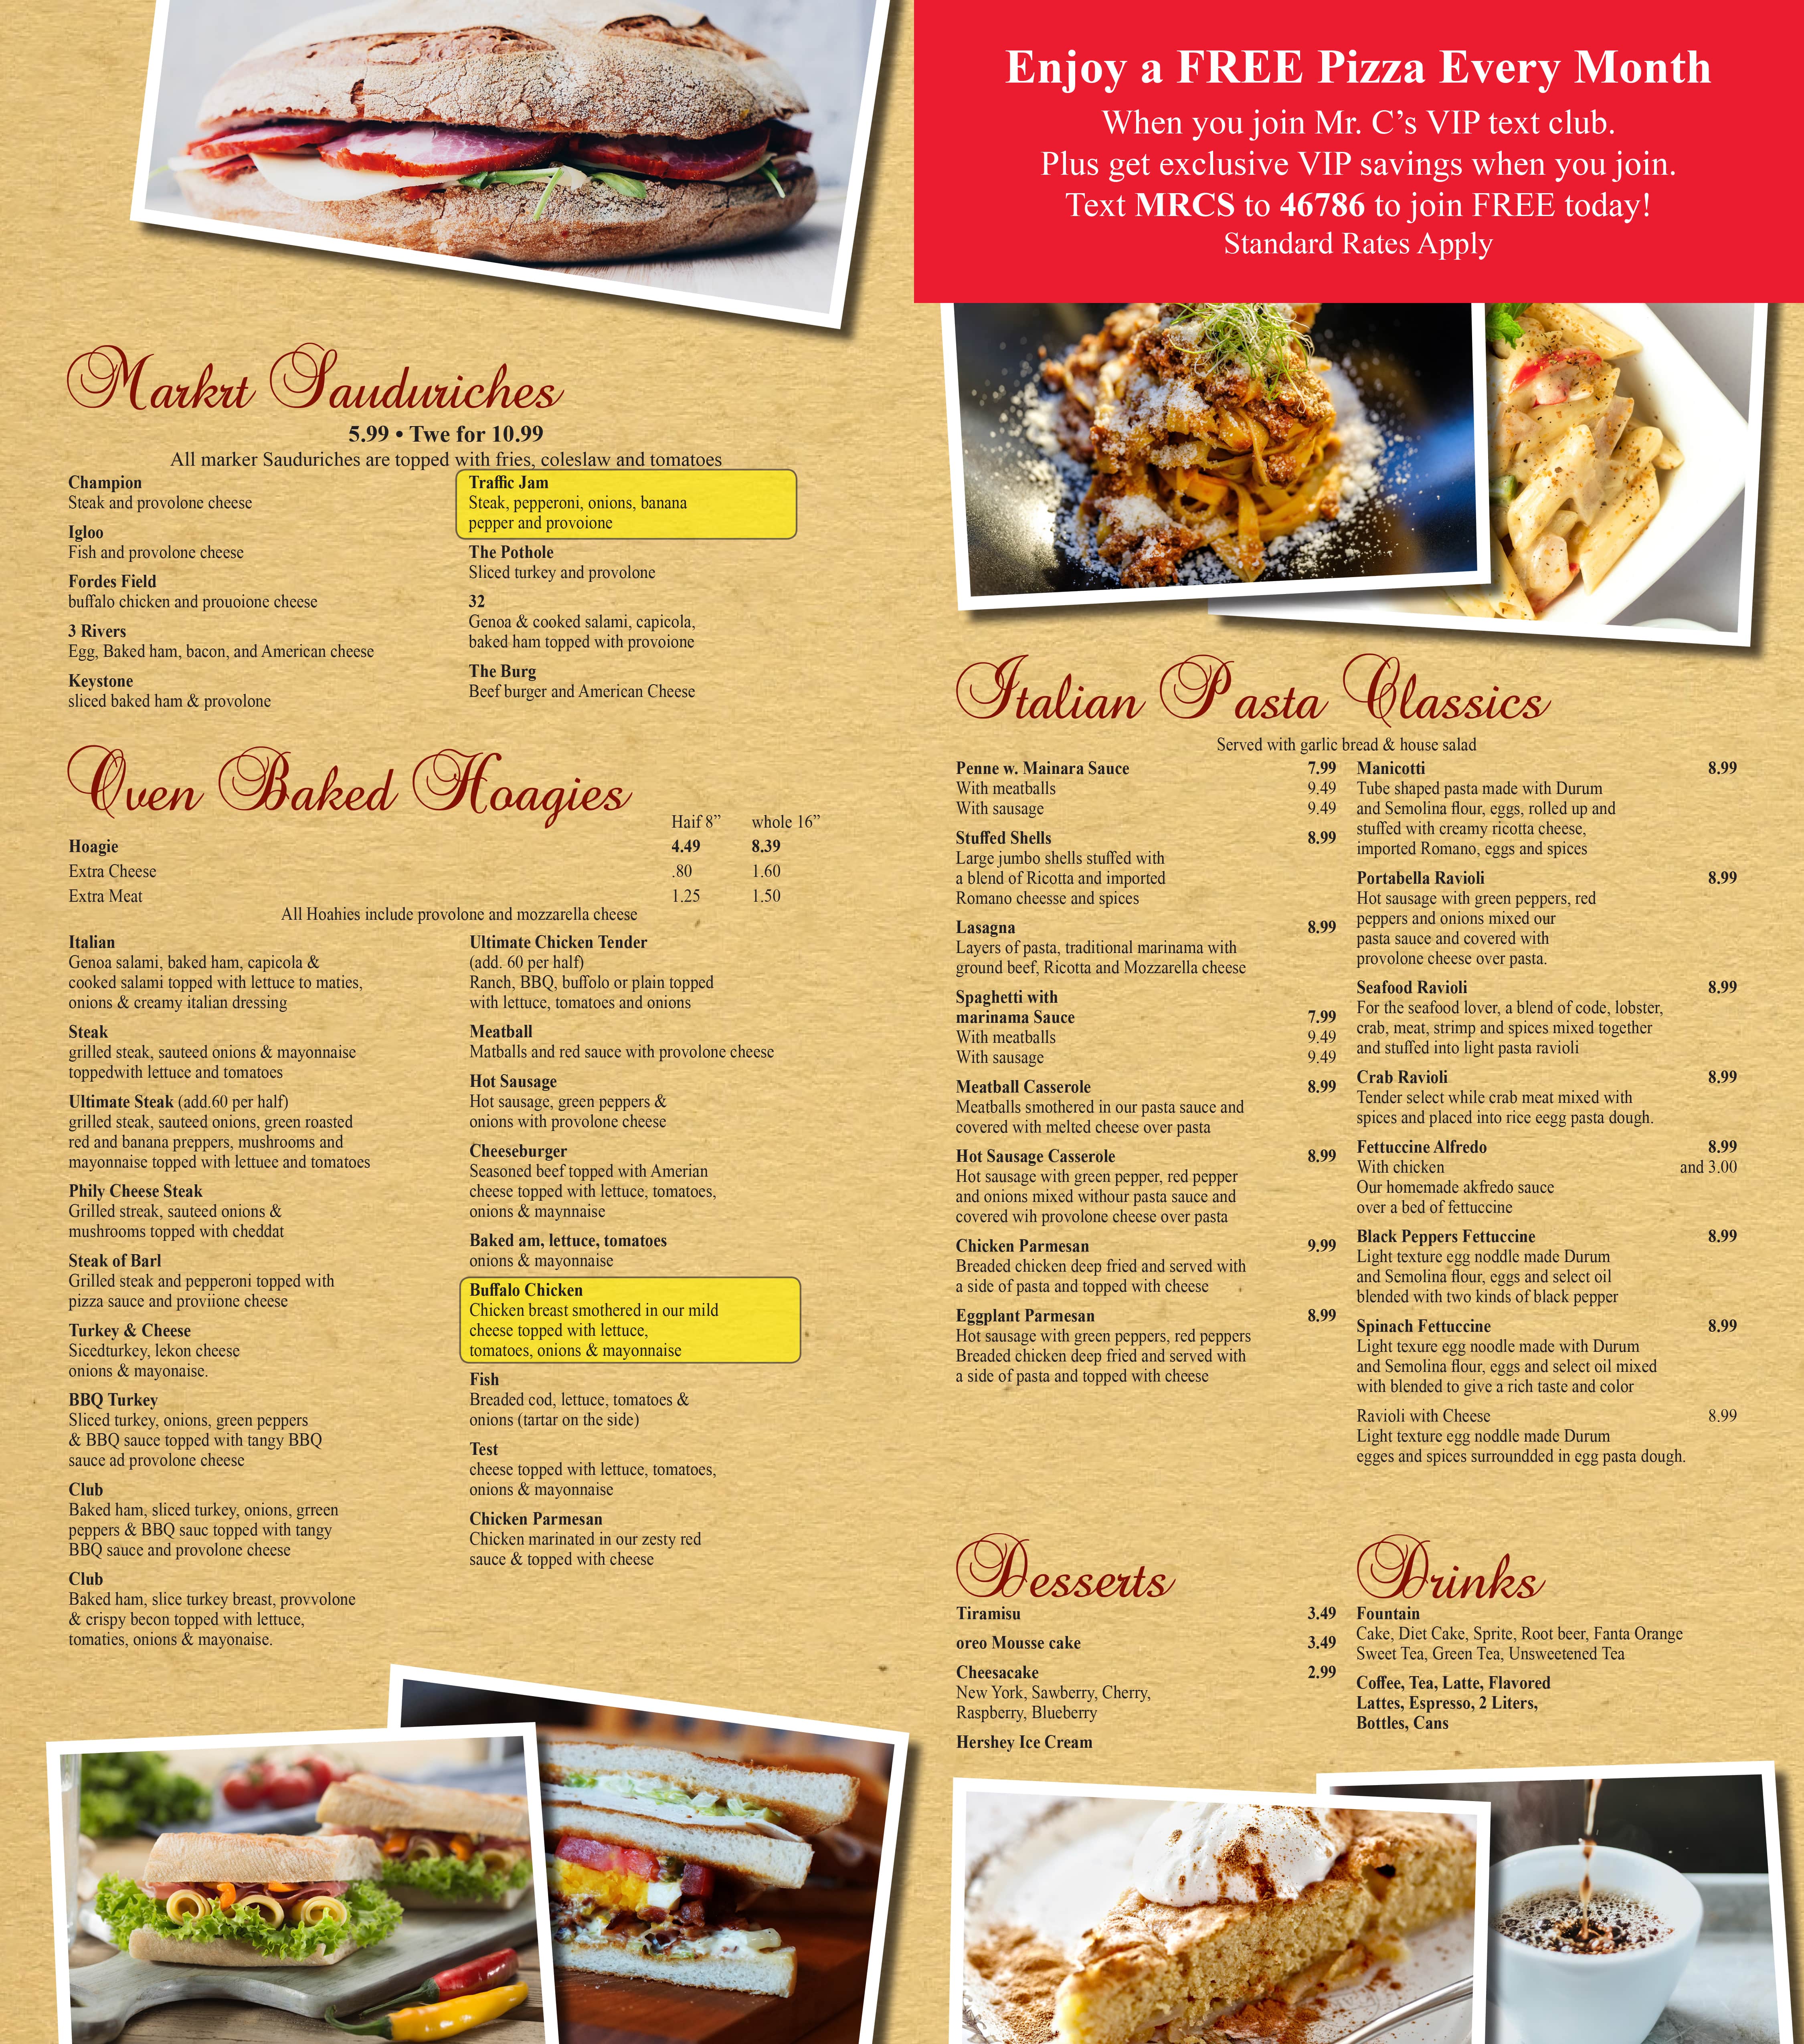 Enjoy a FREE Pizza Every Month
When you join Mr. C’s VIP text club.
Plus get exclusive VIP savings when you join.
Text MRCS to 46786 to join FREE today!
Standard Rates Apply
Markrt Sauduriches
5.99 • Twe for 10.99
All marker Sauduriches are topped with fries, coleslaw and tomatoes
Champion
Steak and provolone cheese
Igloo
Fish and provolone cheese
Fordes Field
buffalo chicken and prouoione cheese
3 Rivers
Egg, Baked ham, bacon, and American cheese
Keystone
sliced baked ham & provolone
Traffic Jam
Steak, pepperoni, onions, banana
pepper and provoione
The Pothole
Sliced turkey and provolone
32
Genoa & cooked salami, capicola,
baked ham topped with provoione
The Burg
Beef burger and American Cheese
Oven Baked Hoagies
Haif 8” whole 16”
Hoagie 4.49 8.39
Extra Cheese .80 1.60
Extra Meat 1.25 1.50
All Hoahies include provolone and mozzarella cheese
Italian
Genoa salami, baked ham, capicola &
cooked salami topped with lettuce to maties,
onions & creamy italian dressing
Steak
grilled steak, sauteed onions & mayonnaise
toppedwith lettuce and tomatoes
Ultimate Steak (add.60 per half)
grilled steak, sauteed onions, green roasted
red and banana preppers, mushrooms and
mayonnaise topped with lettuce and tomatoes
Phily Cheese Steak
Grilled streak, sauteed onions &
mushrooms topped with cheddat
Steak of Barl
Grilled steak and pepperoni topped with
pizza sauce and proviione cheese
Turkey & Cheese
Sicedturkey, lekon cheese
onions & mayonaise.
BBQ Turkey
Sliced turkey, onions, green peppers
& BBQ sauce topped with tangy BBQ
sauce ad provolone cheese
Club
Baked ham, sliced turkey, onions, grreen
peppers & BBQ sauc topped with tangy
BBQ sauce and provolone cheese
Club
Baked ham, slice turkey breast, provvolone
& crispy becon topped with lettuce,
tomaties, onions & mayonaise.
Ultimate Chicken Tender
(add. 60 per half)
Ranch, BBQ, buffolo or plain topped
with lettuce, tomatoes and onions
Meatball
Matballs and red sauce with provolone cheese
Hot Sausage
Hot sausage, green peppers &
onions with provolone cheese
Cheeseburger
Seasoned beef topped with Amerian
cheese topped with lettuce, tomatoes,
onions & maynnaise
Baked am, lettuce, tomatoes
onions & mayonnaise
Buffalo Chicken
Chicken breast smothered in our mild
cheese topped with lettuce,
tomatoes, onions & mayonnaise
Fish
Breaded cod, lettuce, tomatoes &
onions (tartar on the side)
Test
cheese topped with lettuce, tomatoes,
onions & mayonnaise
Chicken Parmesan
Chicken marinated in our zesty red
sauce & topped with cheese
Italian Pasta Classics
Served with garlic bread & house salad
Penne w. Mainara Sauce 7.99
With meatballs 9.49
With sausage 9.49
Stuffed Shells 8.99
Large jumbo shells stuffed with
a blend of Ricotta and imported
Romano cheesse and spices
Lasagna 8.99
Layers of pasta, traditional marinama with
ground beef, Ricotta and Mozzarella cheese
Spaghetti with
marinama Sauce 7.99
With meatballs 9.49
With sausage 9.49
Meatball Casserole 8.99
Meatballs smothered in our pasta sauce and
covered with melted cheese over pasta
Hot Sausage Casserole 8.99
Hot sausage with green pepper, red pepper
and onions mixed withour pasta sauce and
covered wih provolone cheese over pasta
Chicken Parmesan 9.99
Breaded chicken deep fried and served with
a side of pasta and topped with cheese
Eggplant Parmesan 8.99
Hot sausage with green peppers, red peppers
Breaded chicken deep fried and served with
a side of pasta and topped with cheese
Manicotti 8.99
Tube shaped pasta made with Durum
and Semolina flour, eggs, rolled up and
stuffed with creamy ricotta cheese,
imported Romano, eggs and spices
Portabella Ravioli 8.99
Hot sausage with green peppers, red
peppers and onions mixed our
pasta sauce and covered with
provolone cheese over pasta.
Seafood Ravioli 8.99
For the seafood lover, a blend of code, lobster,
crab, meat, strimp and spices mixed together
and stuffed into light pasta ravioli
Crab Ravioli 8.99
Tender select while crab meat mixed with
spices and placed into rice eegg pasta dough.
Fettuccine Alfredo 8.99
With chicken and 3.00
Our homemade akfredo sauce
over a bed of fettuccine
Black Peppers Fettuccine 8.99
Light texture egg noddle made Durum
and Semolina flour, eggs and select oil
blended with two kinds of black pepper
Spinach Fettuccine 8.99
Light texure egg noodle made with Durum
and Semolina flour, eggs and select oil mixed
with blended to give a rich taste and color
Ravioli with Cheese 8.99
Light texture egg noddle made Durum
egges and spices surroundded in egg pasta dough.
Desserts
Tiramisu 3.49
oreo Mousse cake 3.49
Cheesacake 2.99
New York, Sawberry, Cherry,
Raspberry, Blueberry
Hershey Ice Cream
Drinks
Fountain
Cake, Diet Cake, Sprite, Root beer, Fanta Orange
Sweet Tea, Green Tea, Unsweetened Tea
Coffee, Tea, Latte, Flavored
Lattes, Espresso, 2 Liters,
Bottles, Cans